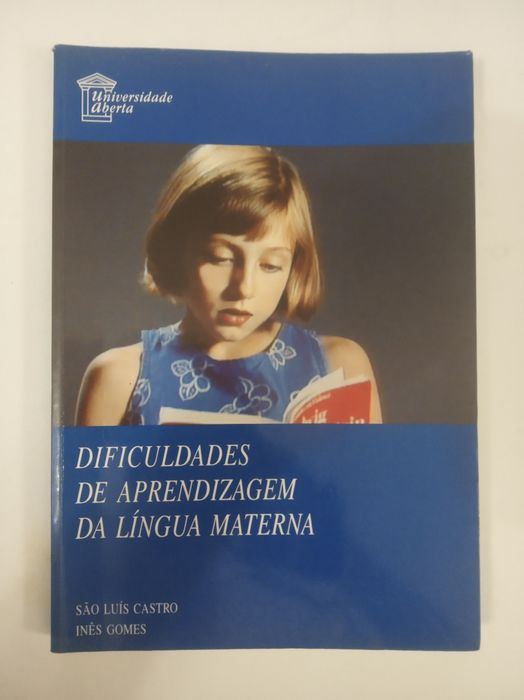 Universidade
Aberta
DIFICULDADES
DE APRENDIZAGEM
DA LÍNGUA MATERNA
SÃO LUÍS CASTRO
INÊS GOMES